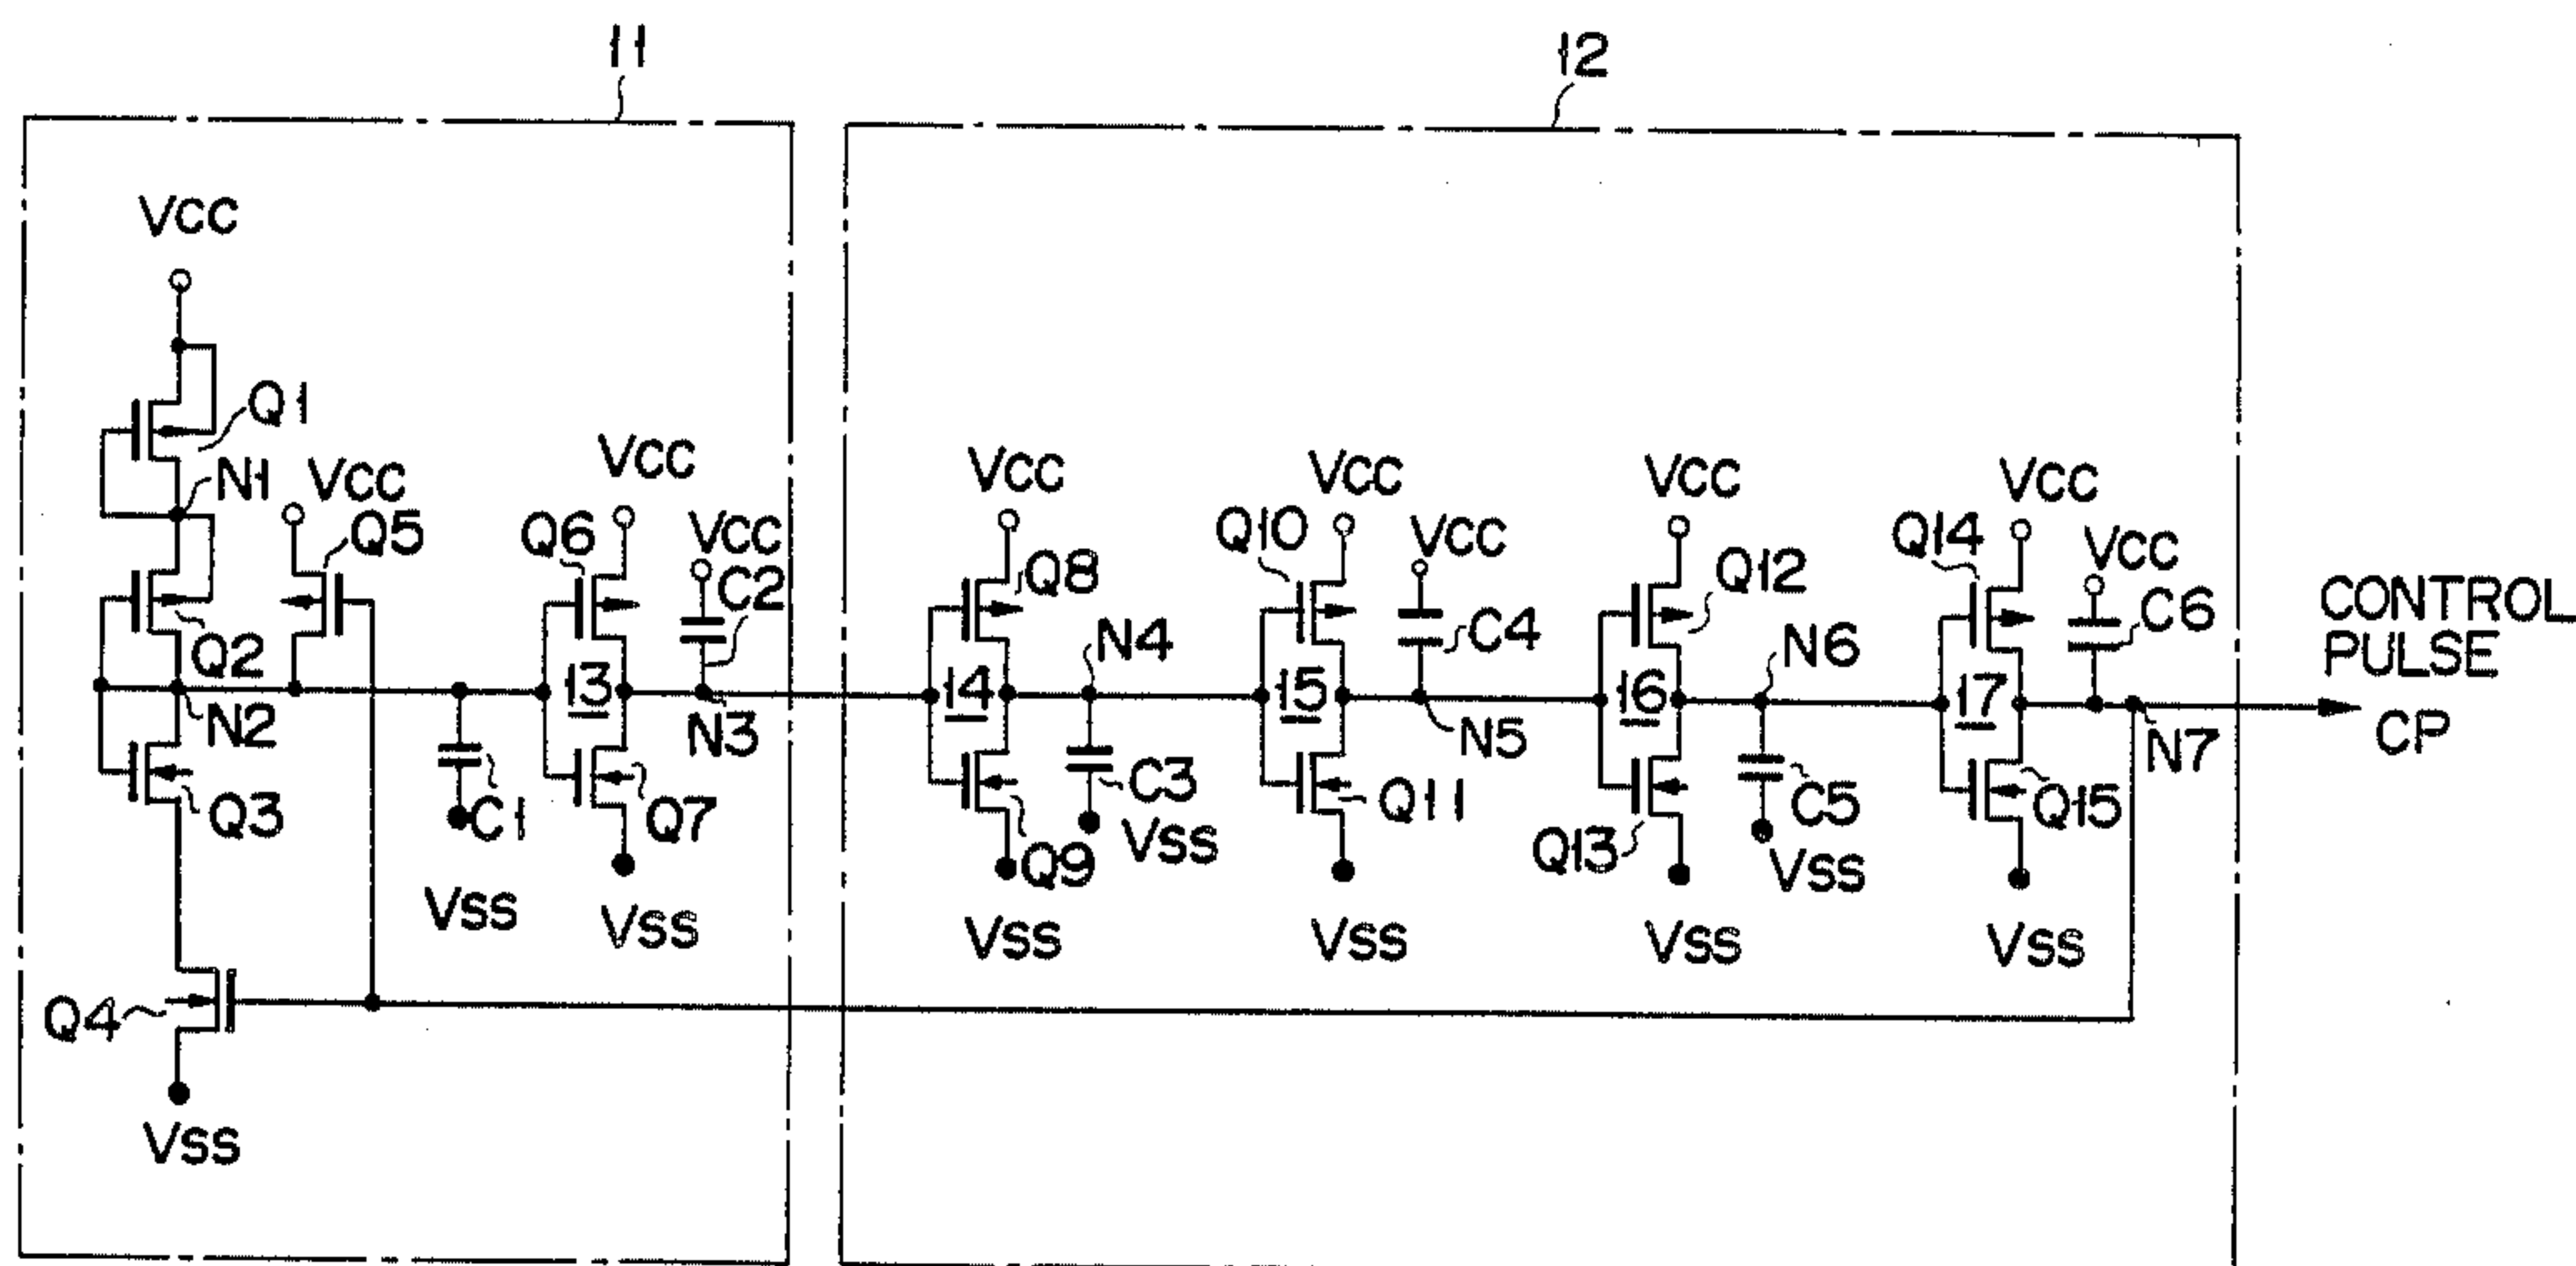 11
12
VCC
Q1
N1
VCC
Q5
Q2
N2
Q3
Q4
VSS
C1
VSS
VCC
Q6
13
Q7
VSS
VCC
C2
N3
VCC
Q8
14
Q9
VSS
N4
C3
VSS
VCC
Q10
15
Q11
VSS
VCC
C4
N5
VCC
Q12
16
Q13
VSS
N6
C5
VSS
VCC
Q14
17
Q15
VSS
VCC
C6
N7
CONTROL
PULSE
CP